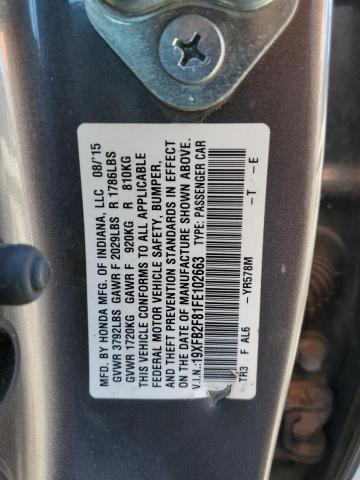 MFD. BY HONDA MFG. OF INDIANA, LLC 08/'15
GVWR 3792LBS GAWR F 2029LBS R 1786LBS
GVWR 1720KG GAWR F 920KG R 810KG
THIS VEHICLE CONFORMS TO ALL APPLICABLE
FEDERAL MOTOR VEHICLE SAFETY, BUMPER,
AND THEFT PREVENTION STANDARDS IN EFFECT
ON THE DATE OF MANUFACTURE SHOWN ABOVE.
V.I.N.:19XFB2F81FE102663 TYPE: PASSENGER CAR
TR3 F AL6 -YR578M -T -E